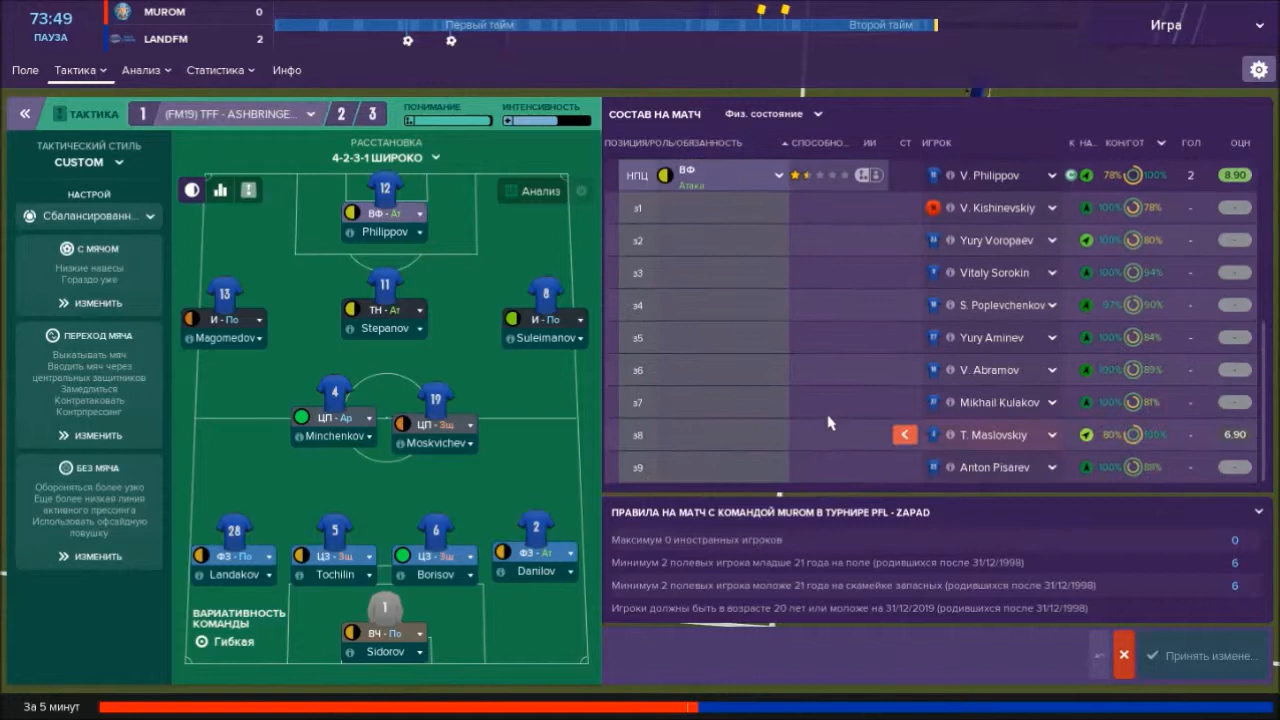 73:49
ПАУЗА
MUROM 0
LANDFM 2
Первый тайм Второй тайм
Игра
Поле Тактика Анализ Статистика Инфо
ТАКТИКА 1 (FM19) TFF - ASHBRINGE... 2 3
ПОНИМАНИЕ ИНТЕНСИВНОСТЬ
ТАКТИЧЕСКИЙ СТИЛЬ
CUSTOM
НАСТРОЙ
Сбалансированн...
С МЯЧОМ
Низкие навесы
Гораздо уже
ИЗМЕНИТЬ
ПЕРЕХОД МЯЧА
Выкатывать мяч
Вводить мяч через
центральных защитников
Замедлиться
Контратаковать
Контрпрессинг
ИЗМЕНИТЬ
БЕЗ МЯЧА
Обороняться более узко
Еще более низкая линия
активного прессинга
Использовать офсайдную
ловушку
ИЗМЕНИТЬ
РАССТАНОВКА
4-2-3-1 ШИРОКО
Анализ
12
ВФ - Ат
Philippov
13 11 8
И - По ТН - Ат И - По
Magomedov Stepanov Suleimanov
4 19
ЦП - Ар ЦП - Зщ
Minchenkov Moskvichev
28 5 6 2
ФЗ - По ЦЗ - Зщ ЦЗ - Зщ ФЗ - Ат
Landakov Tochilin Borisov Danilov
1
ВЧ - По
Sidorov
ВАРИАТИВНОСТЬ
КОМАНДЫ
Гибкая
СОСТАВ НА МАТЧ Физ. состояние
ПОЗИЦИЯ/РОЛЬ/ОБЯЗАННОСТЬ СПОСОБНО... ИИ СТ ИГРОК К НА... КОН ГОТ ГОЛ ОЦН
НПЦ ВФ Атака V. Philippov 78% 100% 2 8.90
з1 V. Kishinevskiy 100% 78% - -
з2 Yury Voropaev 100% 80% - -
з3 Vitaly Sorokin 100% 94% - -
з4 S. Poplevchenkov 97% 90% - -
з5 Yury Aminev 100% 84% - -
з6 V. Abramov 100% 89% - -
з7 Mikhail Kulakov 100% 81% - -
з8 T. Maslovskiy 80% 100% - 6.90
з9 Anton Pisarev 100% 88% - -
ПРАВИЛА НА МАТЧ С КОМАНДОЙ MUROM В ТУРНИРЕ PFL - ZAPAD
Максимум 0 иностранных игроков 0
Минимум 2 полевых игрока младше 21 года на поле (родившихся после 31/12/1998) 6
Минимум 2 полевых игрока моложе 21 года на скамейке запасных (родившихся после 31/12/1998) 6
Игроки должны быть в возрасте 20 лет или моложе на 31/12/2019 (родившихся после 31/12/1998)
Принять измене...
За 5 минут